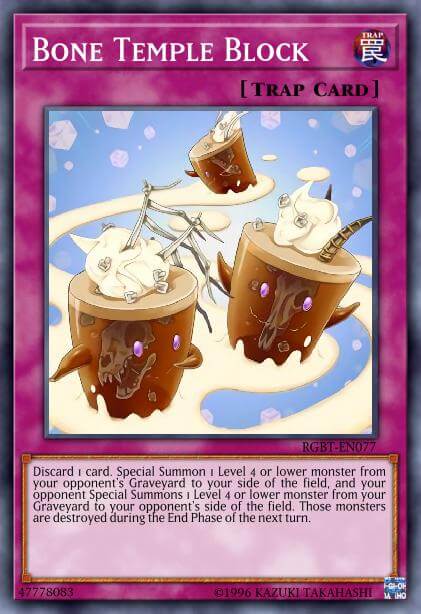 Bone Temple Block
TRAP
罠
[Trap Card]
RGBT-EN077
Discard 1 card. Special Summon 1 Level 4 or lower monster from
your opponent's Graveyard to your side of the field, and your
opponent Special Summons 1 Level 4 or lower monster from your
Graveyard to your opponent's side of the field. Those monsters
are destroyed during the End Phase of the next turn.
47778083
©1996 KAZUKI TAKAHASHI